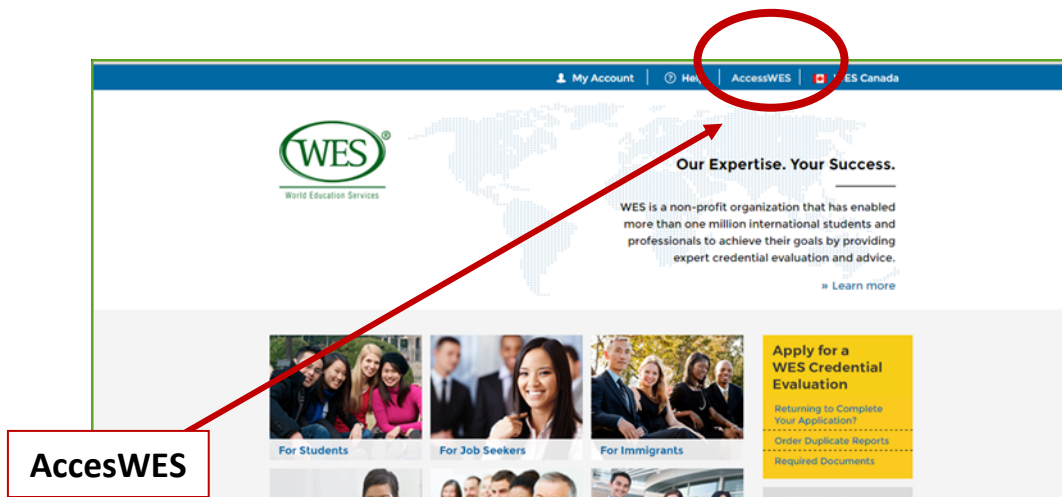 My Account
Help
AccessWES
WES Canada
WES®
World Education Services
Our Expertise. Your Success.
WES is a non-profit organization that has enabled
more than one million international students and
professionals to achieve their goals by providing
expert credential evaluation and advice.
» Learn more
For Students
For Job Seekers
For Immigrants
Apply for a
WES Credential
Evaluation
Returning to Complete
Your Application?
Order Duplicate Reports
Required Documents
AccesWES